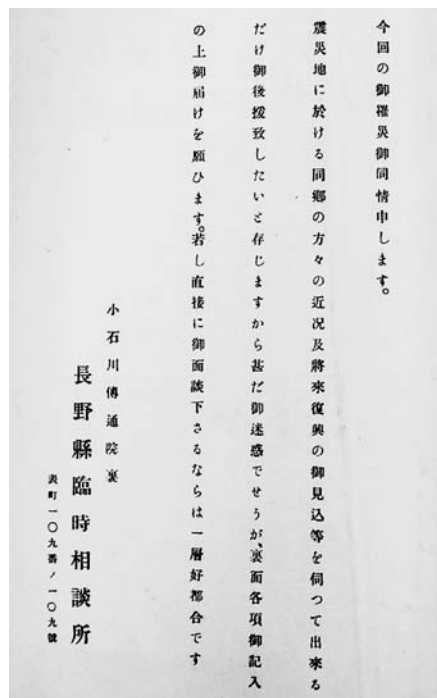 今回の御罹災御同情申します。
震災地に於ける同鄕の方々の近况及將來復興の御見込等を伺つて出來る
だけ御後援致したいと存じますから甚だ御迷惑でせうが、裏面各項御記入
の上御届けを願ひます。若し直接に御面談下さるならは一層好都合です
小石川傳通院裏
長野縣臨時相談所
表町一〇九番ノ一〇九號